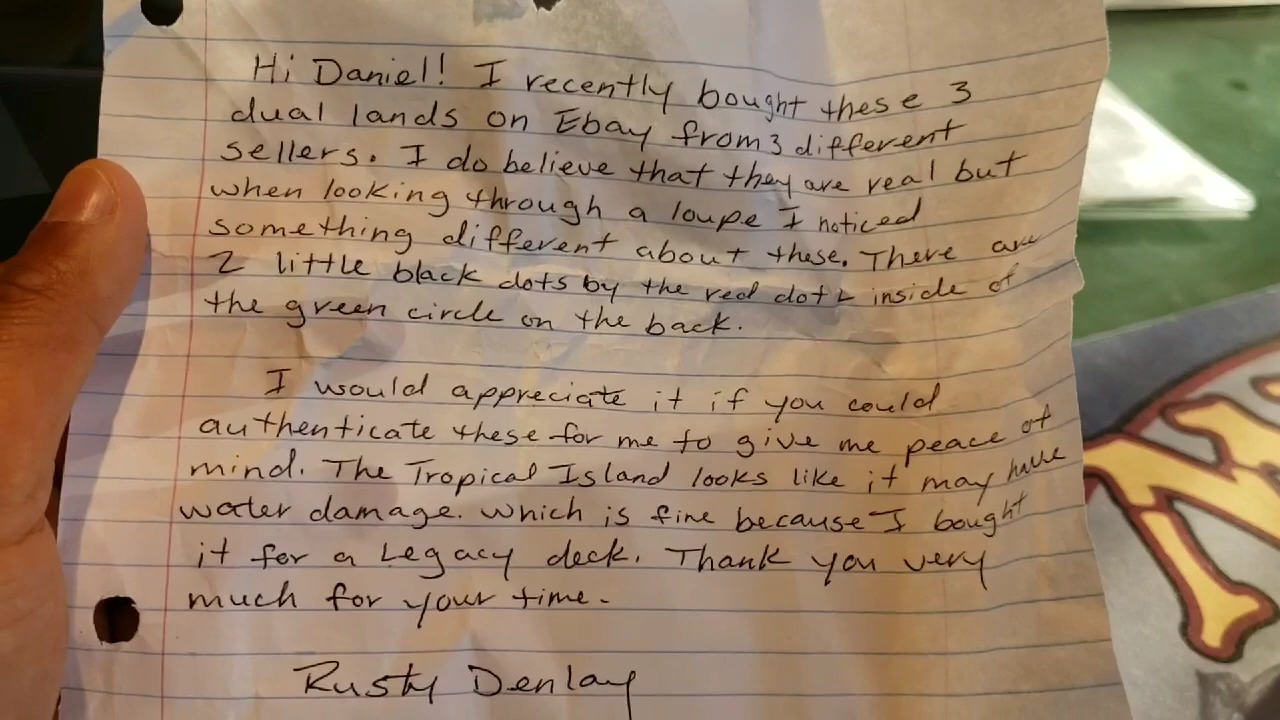 Hi Daniel! I recently bought these 3
dual lands on Ebay from 3 different
sellers. I do believe that they are real but
when looking through a loupe I noticed
something different about these. There are
2 little black dots by the red dot inside of
the green circle on the back.
I would appreciate it if you could
authenticate these for me to give me peace of
mind. The Tropical Island looks like it may have
water damage. Which is fine because I bought
it for a Legacy deck. Thank you very
much for your time.
Rusty Denlay